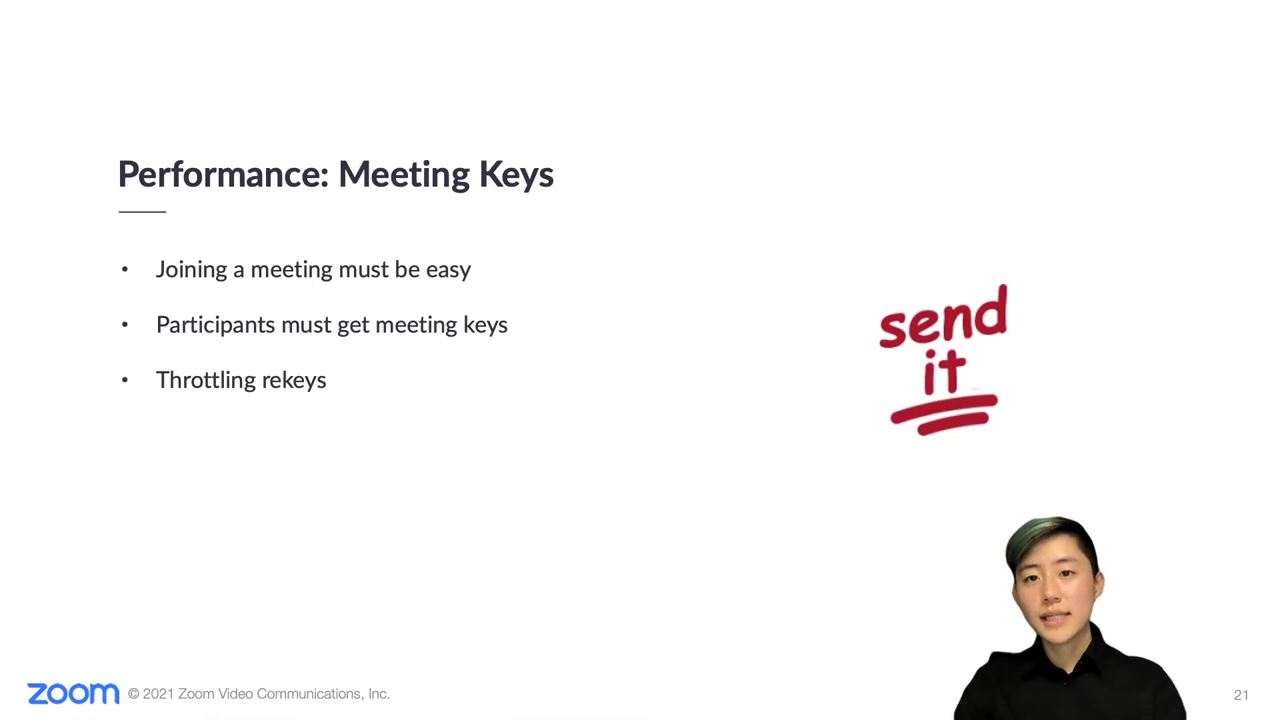 Performance: Meeting Keys
• Joining a meeting must be easy
• Participants must get meeting keys
• Throttling rekeys
send
it
zoom © 2021 Zoom Video Communications, Inc.
21